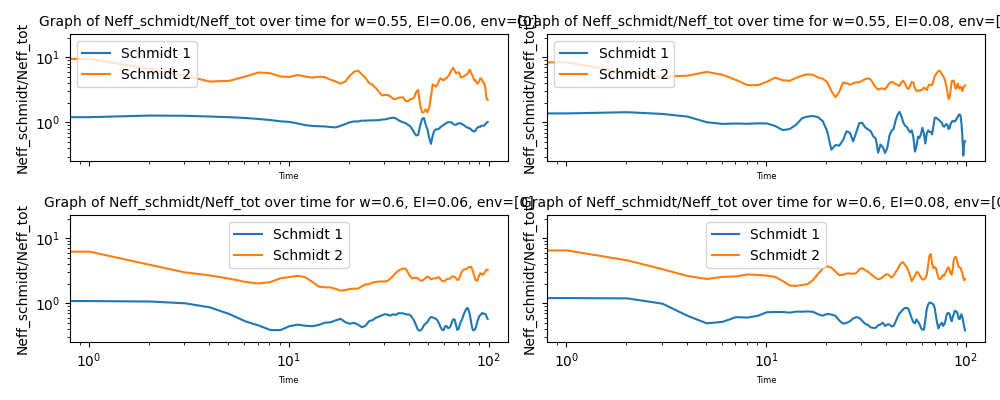 Graph of Neff_schmidt/Neff_tot over time for w=0.55, EI=0.06, env=[0]
Neff_schmidt/Neff_tot
10¹
10⁰
Schmidt 1
Schmidt 2
Time
Graph of Neff_schmidt/Neff_tot over time for w=0.55, EI=0.08, env=[
Neff_schmidt/Neff_tot
10¹
10⁰
Schmidt 1
Schmidt 2
Time
Graph of Neff_schmidt/Neff_tot over time for w=0.6, EI=0.06, env=[0]
Neff_schmidt/Neff_tot
10¹
10⁰
Schmidt 1
Schmidt 2
10⁰ 10¹ 10²
Time
Graph of Neff_schmidt/Neff_tot over time for w=0.6, EI=0.08, env=[0
Neff_schmidt/Neff_tot
10¹
10⁰
Schmidt 1
Schmidt 2
10⁰ 10¹ 10²
Time